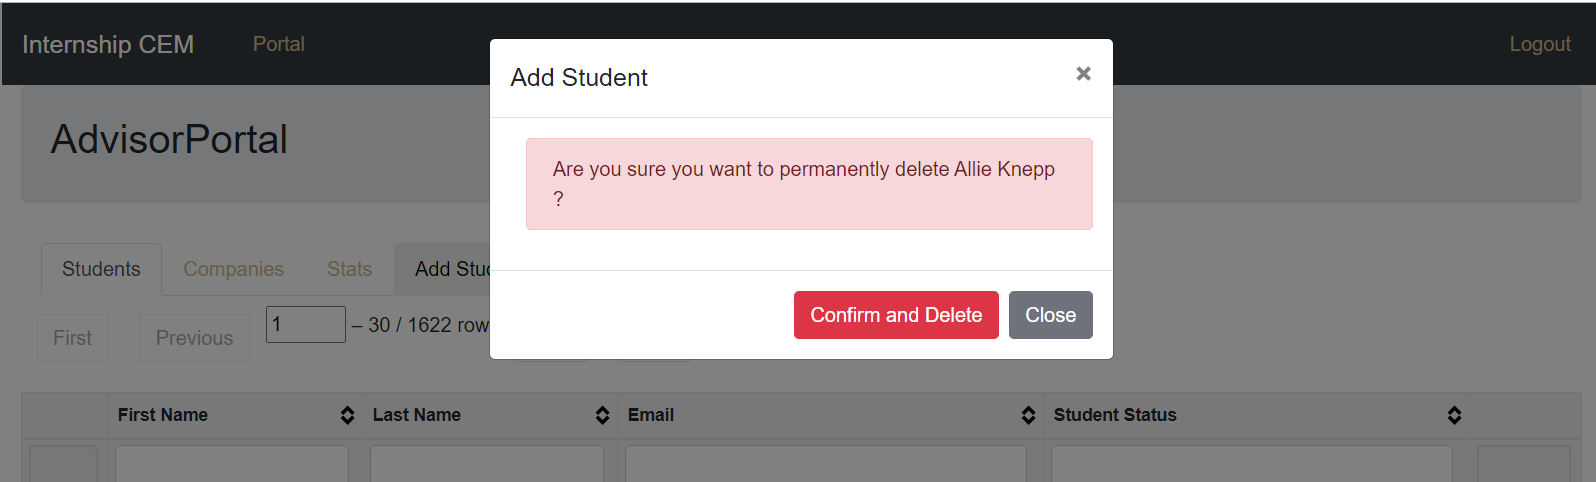 Internship CEM Portal Logout
Add Student ×
AdvisorPortal
Are you sure you want to permanently delete Allie Knepp
?
Students Companies Stats Add Stu
Confirm and Delete Close
First Previous 1 – 30 / 1622 row
First Name Last Name Email Student Status